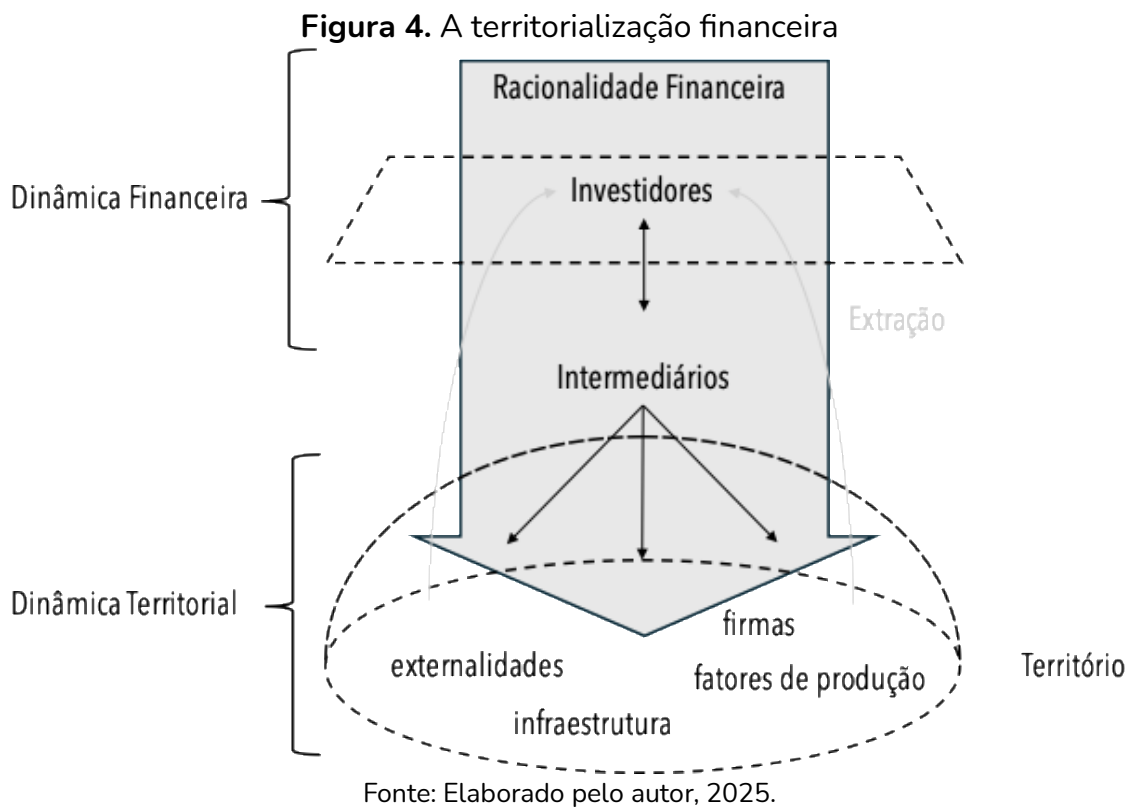 Figura 4. A territorialização financeira
Racionalidade Financeira
Dinâmica Financeira
Investidores
Extração
Intermediários
Dinâmica Territorial
firmas
externalidades
fatores de produção
Território
infraestrutura
Fonte: Elaborado pelo autor, 2025.